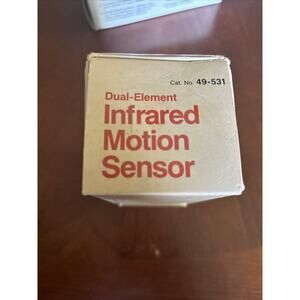 Cat. No. 49-531
Dual-Element
Infrared
Motion
Sensor